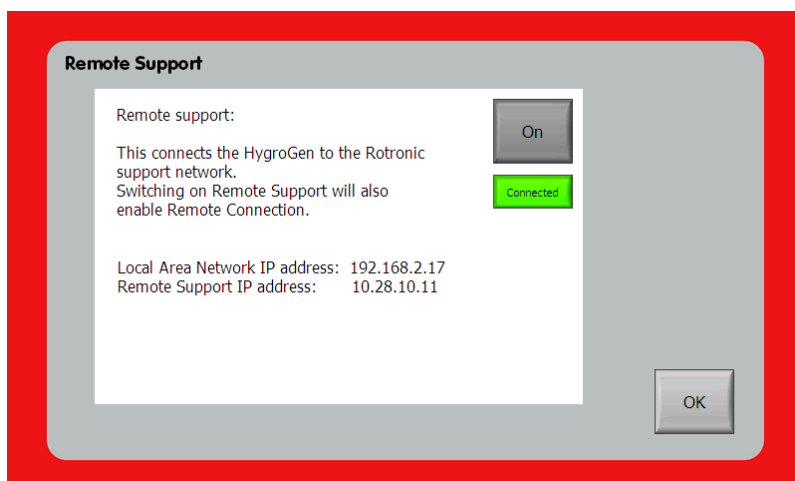 Remote Support
Remote support:
On
This connects the HygroGen to the Rotronic
support network.
Switching on Remote Support will also
enable Remote Connection.
Connected
Local Area Network IP address: 192.168.2.17
Remote Support IP address: 10.28.10.11
OK